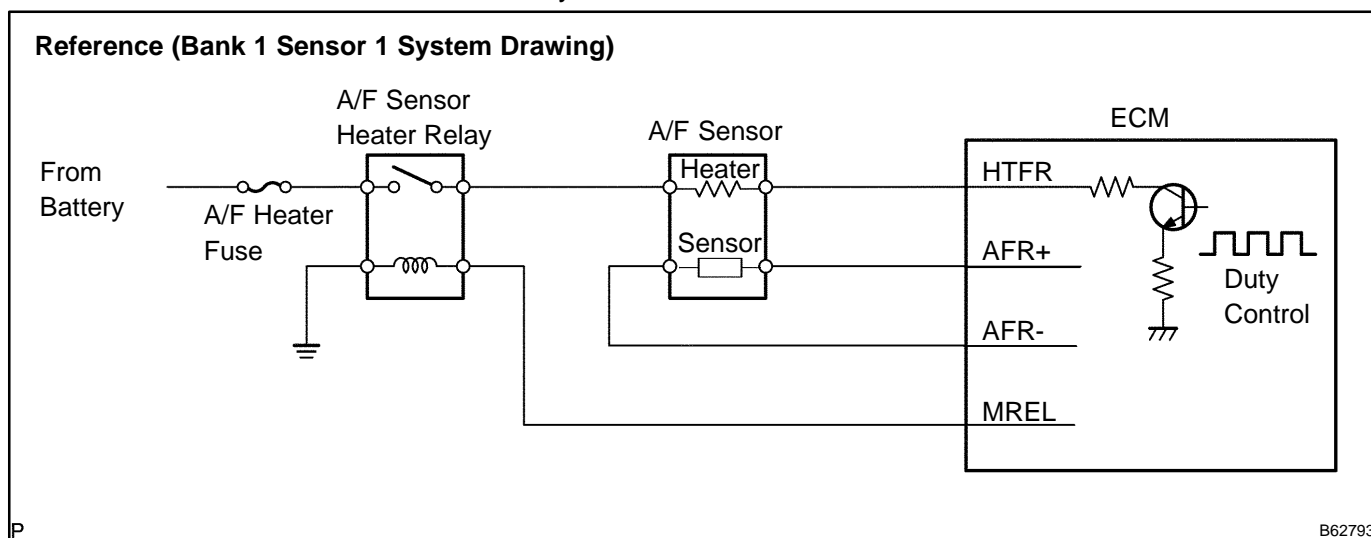 Reference (Bank 1 Sensor 1 System Drawing)
A/F Sensor
Heater Relay
A/F Sensor
ECM
From
Battery
A/F Heater
Fuse
Heater
Sensor
HTFR
AFR+
AFR-
MREL
Duty
Control
P
B62793